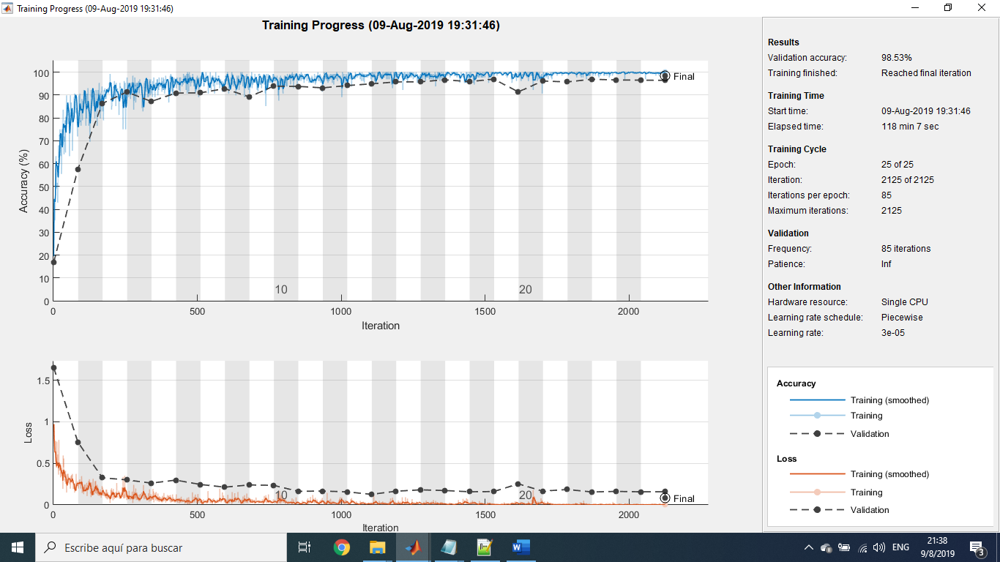 Training Progress (09-Aug-2019 19:31:46)
Training Progress (09-Aug-2019 19:31:46)
100
90
80
70
60
50
40
30
20
10
0
Accuracy (%)
Final
10
20
0
500
1000
1500
2000
Iteration
1.5
1
0.5
0
Loss
10
20
Final
0
500
1000
1500
2000
Iteration
Results
Validation accuracy: 98.53%
Training finished: Reached final iteration
Training Time
Start time: 09-Aug-2019 19:31:46
Elapsed time: 118 min 7 sec
Training Cycle
Epoch: 25 of 25
Iteration: 2125 of 2125
Iterations per epoch: 85
Maximum iterations: 2125
Validation
Frequency: 85 iterations
Patience: Inf
Other Information
Hardware resource: Single CPU
Learning rate schedule: Piecewise
Learning rate: 3e-05
Accuracy
Training (smoothed)
Training
Validation
Loss
Training (smoothed)
Training
Validation
Escribe aquí para buscar
ENG
21:38
9/8/2019
3